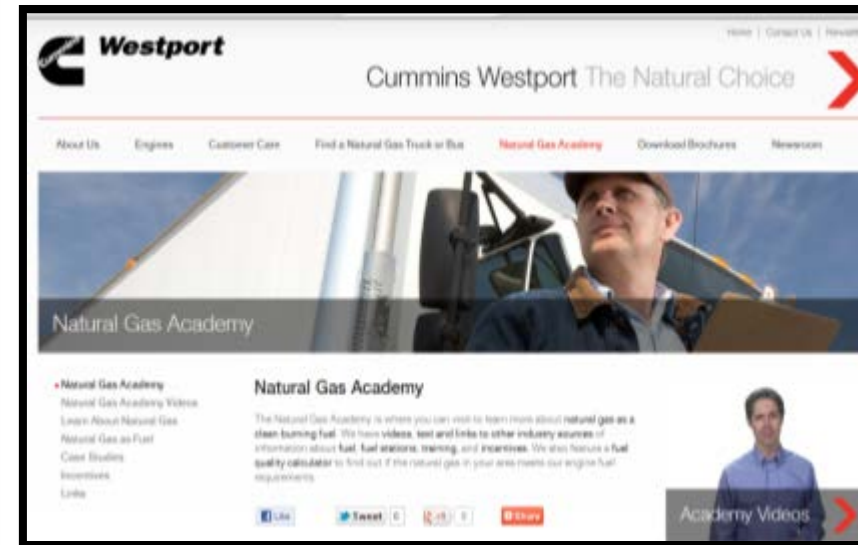 Home | Contact Us |
Cummins
Westport
Cummins Westport The Natural Choice
About Us Engines Customer Care Find a Natural Gas Truck or Bus Natural Gas Academy Download Brochures Newsroom
Natural Gas Academy
Natural Gas Academy
Natural Gas Academy Videos
Learn About Natural Gas
Natural Gas as Fuel
Case Studies
Incentives
Links
Natural Gas Academy
The Natural Gas Academy is where you can visit to learn more about natural gas as a
clean burning fuel. We have videos, text and links to other industry sources of
information about fuel, fuel stations, training, and incentives. We also feature a fuel
quality calculator to find out if the natural gas in your area meets our engine fuel
requirements.
Like Tweet 6 +1 0 Share
Academy Videos